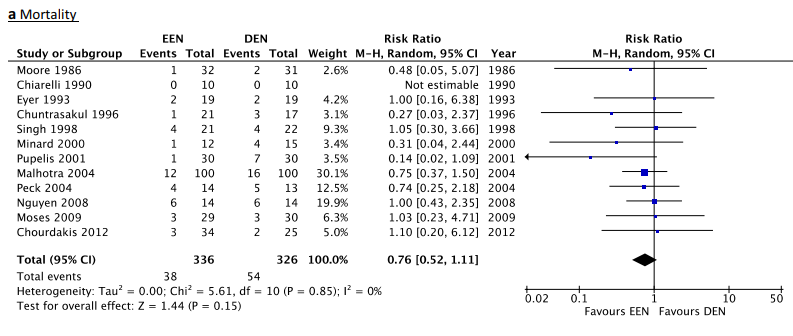 a Mortality
EEN DEN Risk Ratio Risk Ratio
Study or Subgroup Events Total Events Total Weight M-H, Random, 95% CI Year M-H, Random, 95% CI
Moore 1986 1 32 2 31 2.6% 0.48 [0.05, 5.07] 1986
Chiarelli 1990 0 10 0 10 Not estimable 1990
Eyer 1993 2 19 2 19 4.2% 1.00 [0.16, 6.38] 1993
Chuntrasakul 1996 1 21 3 17 3.1% 0.27 [0.03, 2.37] 1996
Singh 1998 4 21 4 22 9.3% 1.05 [0.30, 3.66] 1998
Minard 2000 1 12 4 15 3.4% 0.31 [0.04, 2.44] 2000
Pupelis 2001 1 30 7 30 3.5% 0.14 [0.02, 1.09] 2001
Malhotra 2004 12 100 16 100 30.1% 0.75 [0.37, 1.50] 2004
Peck 2004 4 14 5 13 12.5% 0.74 [0.25, 2.18] 2004
Nguyen 2008 6 14 6 14 19.9% 1.00 [0.43, 2.35] 2008
Moses 2009 3 29 3 30 6.3% 1.03 [0.23, 4.71] 2009
Chourdakis 2012 3 34 2 25 5.0% 1.10 [0.20, 6.12] 2012
Total (95% CI) 336 326 100.0% 0.76 [0.52, 1.11]
Total events 38 54
Heterogeneity: Tau² = 0.00; Chi² = 5.61, df = 10 (P = 0.85); I² = 0%
Test for overall effect: Z = 1.44 (P = 0.15)
0.02 0.1 1 10 50
Favours EEN Favours DEN